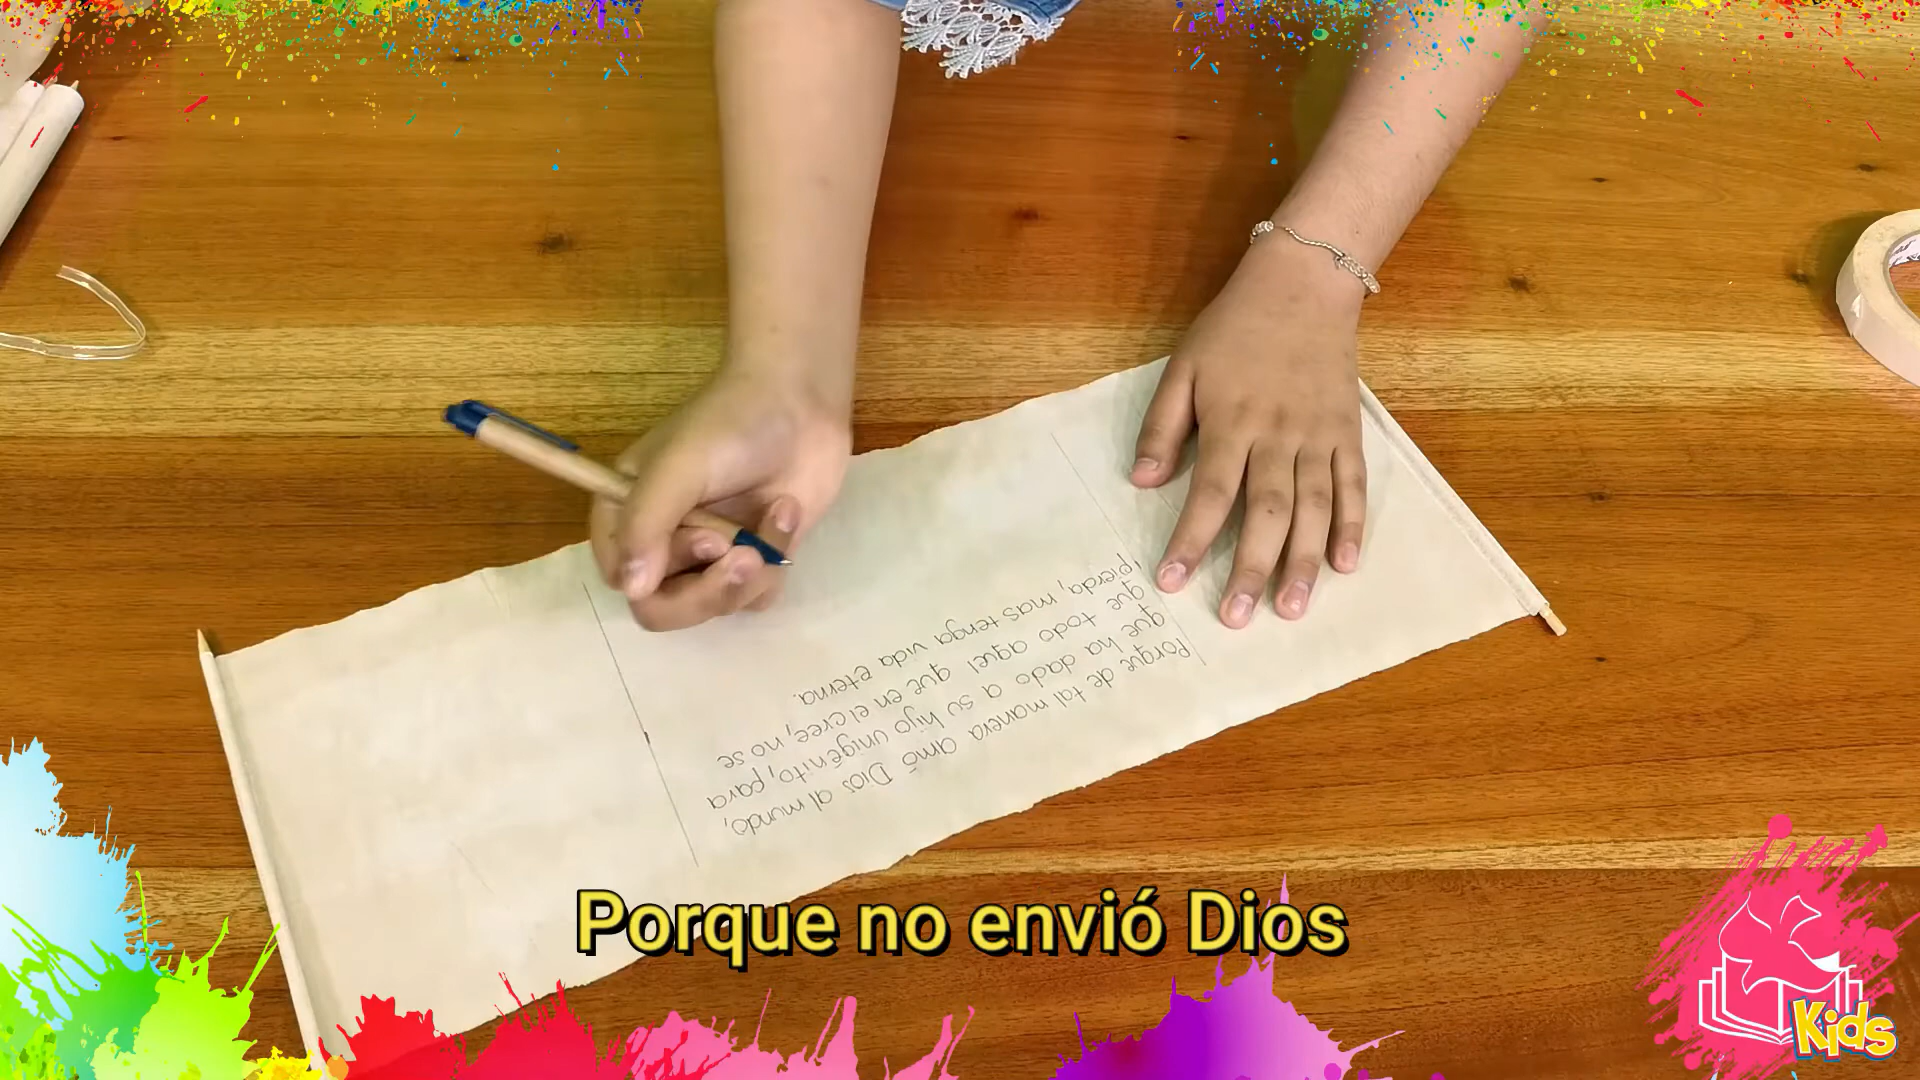 Porque de tal manera amó Dios al mundo,
que ha dado a su hijo unigénito, para
que todo aquel que en el cree, no se
pierda, mas tenga vida eterna.
Porque no envió Dios
Kids